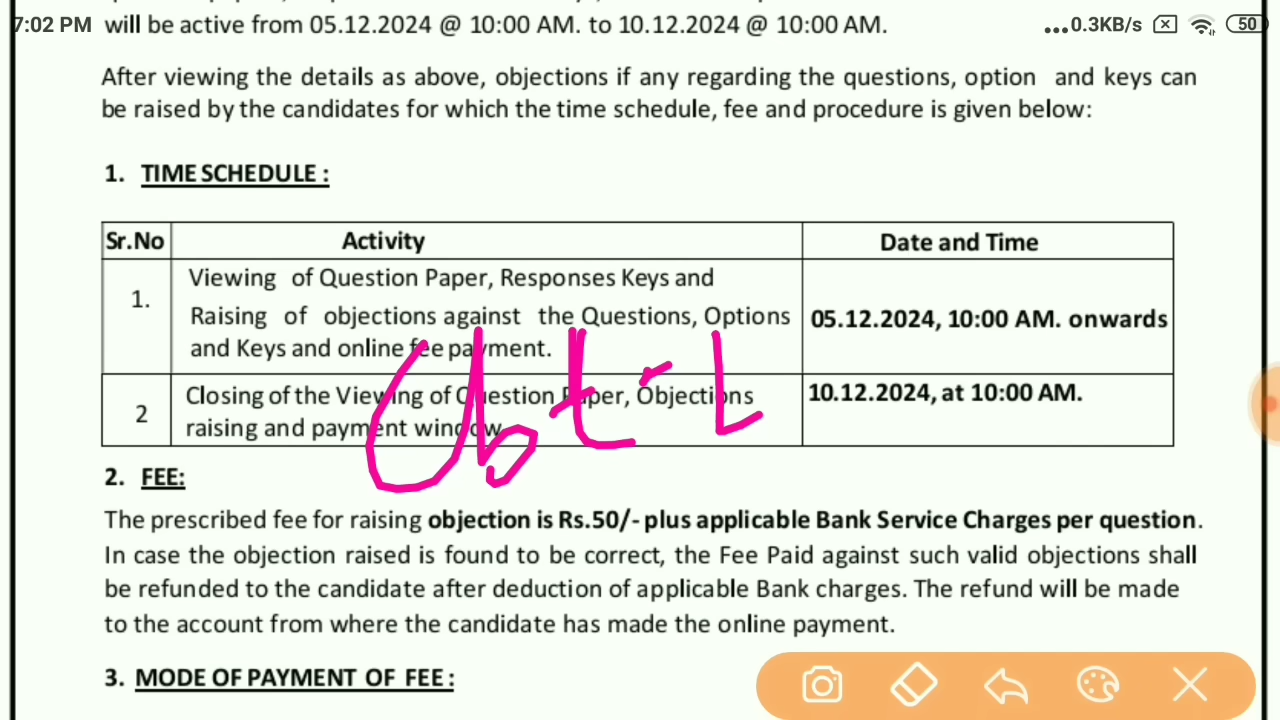 7:02 PM will be active from 05.12.2024 @ 10:00 AM. to 10.12.2024 @ 10:00 AM. ...0.3KB/s 50
After viewing the details as above, objections if any regarding the questions, option and keys can
be raised by the candidates for which the time schedule, fee and procedure is given below:
1. TIME SCHEDULE :
Sr.No Activity Date and Time
1. Viewing of Question Paper, Responses Keys and
Raising of objections against the Questions, Options
and Keys and online fee payment. 05.12.2024, 10:00 AM. onwards
2 Closing of the Viewing of Question Paper, Objections
raising and payment window 10.12.2024, at 10:00 AM.
2. FEE:
The prescribed fee for raising objection is Rs.50/- plus applicable Bank Service Charges per question.
In case the objection raised is found to be correct, the Fee Paid against such valid objections shall
be refunded to the candidate after deduction of applicable Bank charges. The refund will be made
to the account from where the candidate has made the online payment.
3. MODE OF PAYMENT OF FEE :